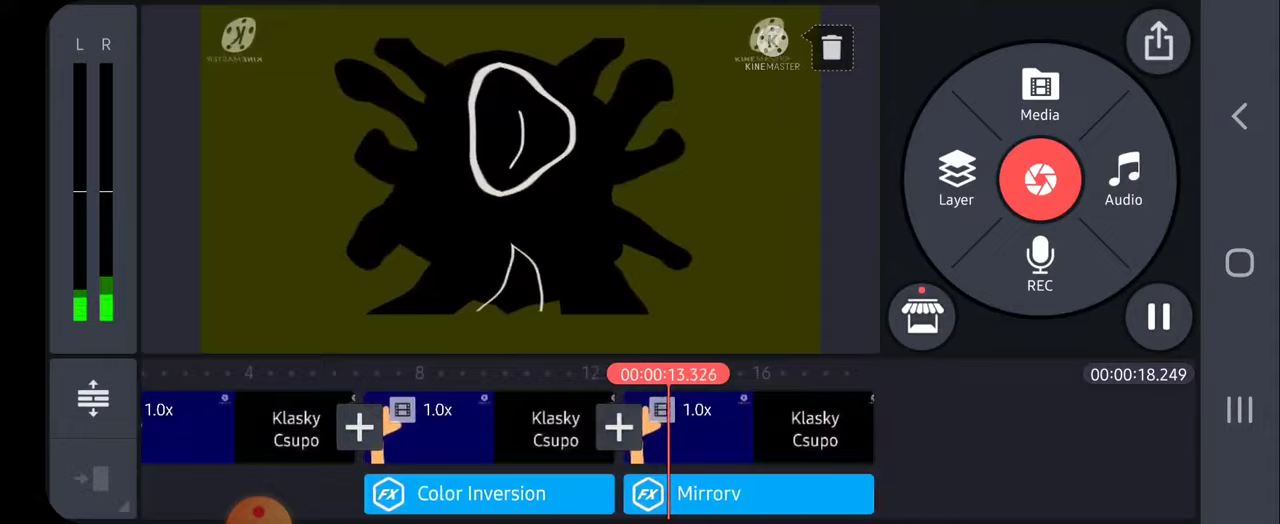 L R
KINEMASTER
KINEMASTER
Media
Layer
Audio
REC
4
8
12
00:00:13.326
16
00:00:18.249
1.0x
Klasky
Csupo
1.0x
Klasky
Csupo
1.0x
Klasky
Csupo
Color Inversion
Mirrorv